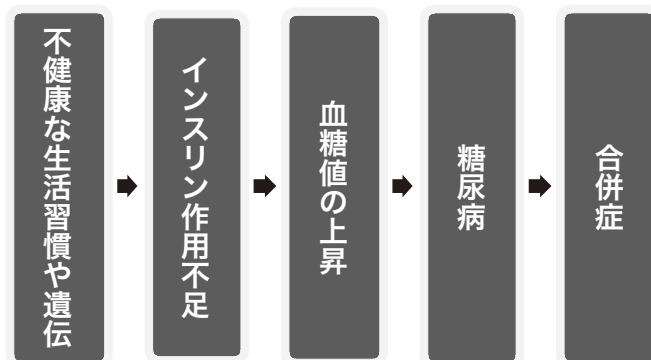 不健康な生活習慣や遺伝
インスリン作用不足
血糖値の上昇
糖尿病
合併症